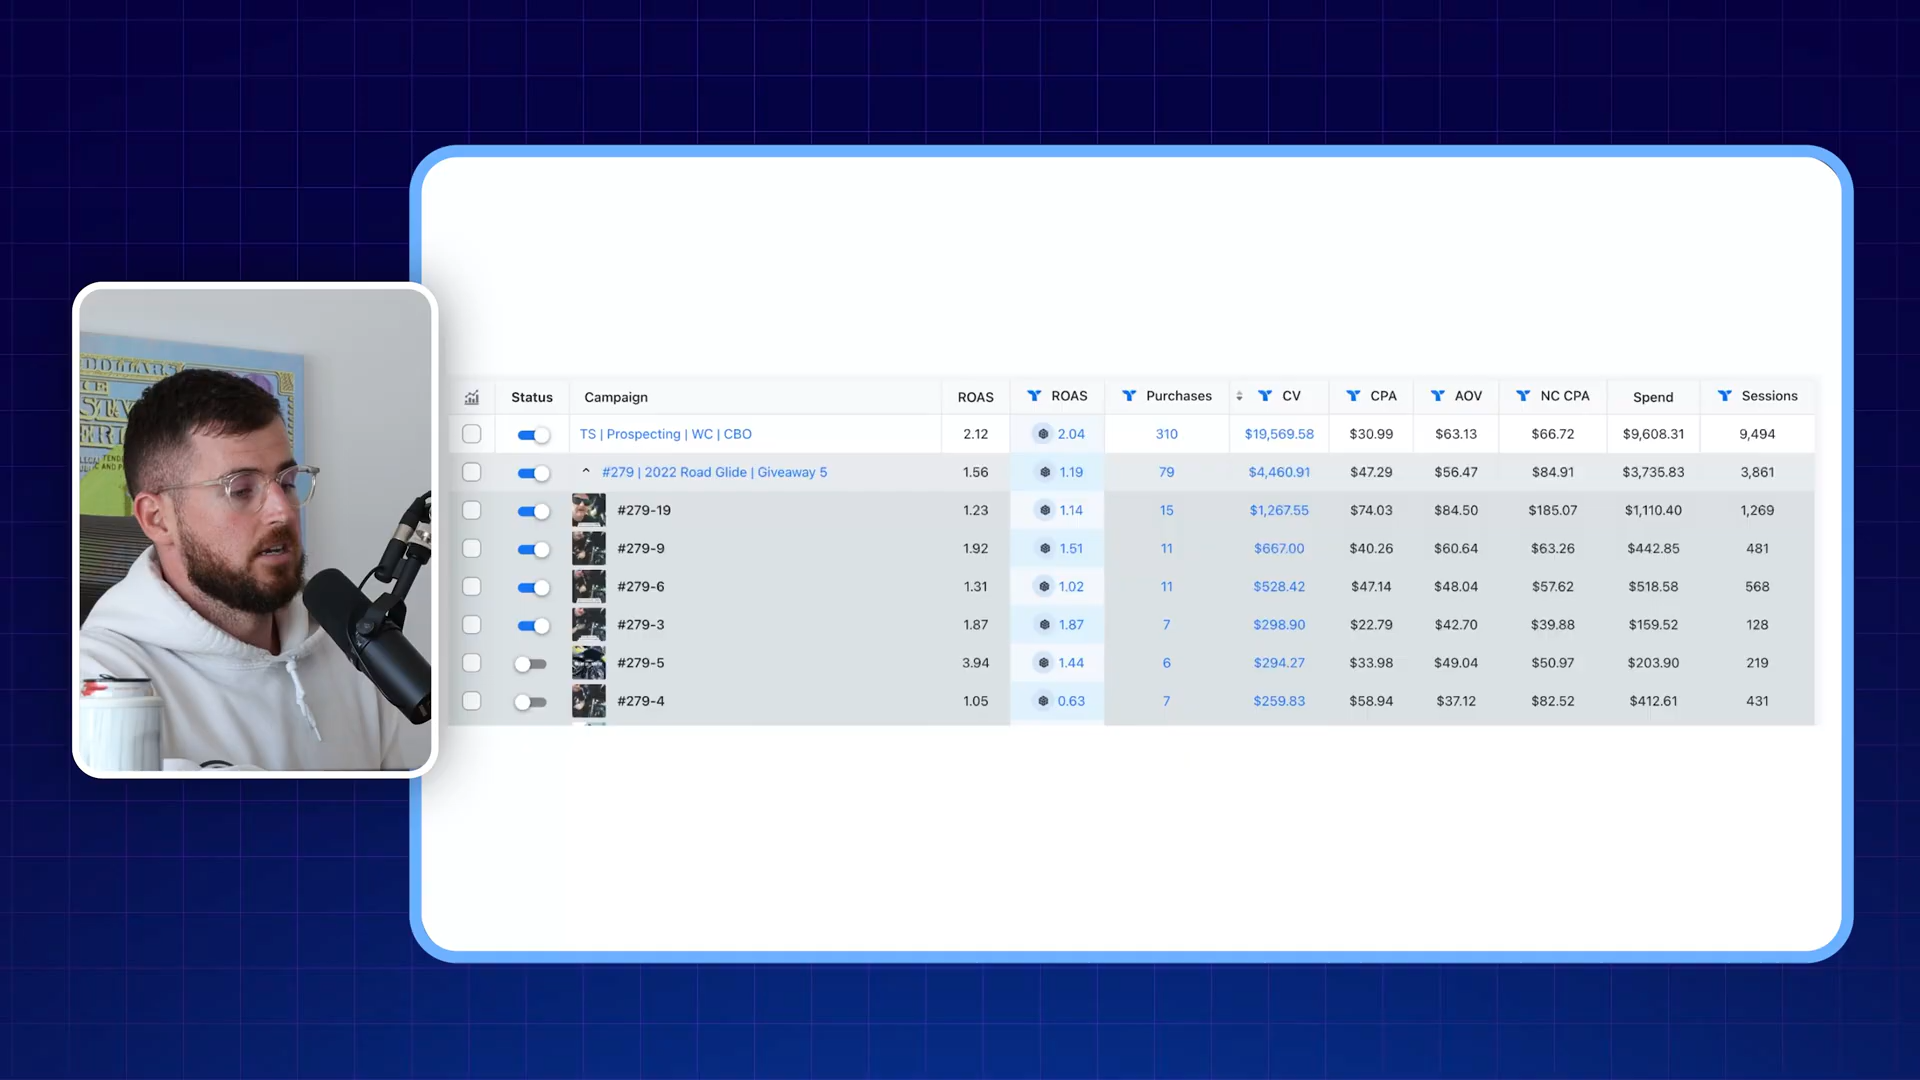 DOLLAR
CE
STA
ERI
LEGAL TENDE
Status Campaign ROAS ROAS Purchases CV CPA AOV NC CPA Spend Sessions
TS | Prospecting | WC | CBO 2.12 2.04 310 $19,569.58 $30.99 $63.13 $66.72 $9,608.31 9,494
#279 | 2022 Road Glide | Giveaway 5 1.56 1.19 79 $4,460.91 $47.29 $56.47 $84.91 $3,735.83 3,861
#279-19 1.23 1.14 15 $1,267.55 $74.03 $84.50 $185.07 $1,110.40 1,269
#279-9 1.92 1.51 11 $667.00 $40.26 $60.64 $63.26 $442.85 481
#279-6 1.31 1.02 11 $528.42 $47.14 $48.04 $57.62 $518.58 568
#279-3 1.87 1.87 7 $298.90 $22.79 $42.70 $39.88 $159.52 128
#279-5 3.94 1.44 6 $294.27 $33.98 $49.04 $50.97 $203.90 219
#279-4 1.05 0.63 7 $259.83 $58.94 $37.12 $82.52 $412.61 431